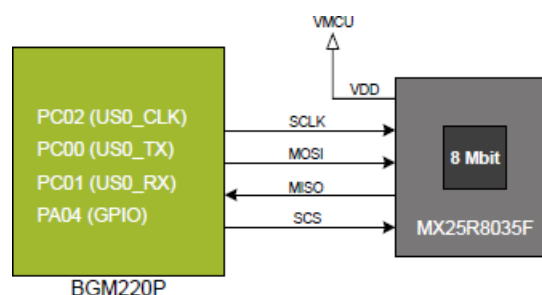 VMCU
VDD
PC02 (US0_CLK)
SCLK
PC00 (US0_TX)
MOSI
8 Mbit
PC01 (US0_RX)
MISO
PA04 (GPIO)
SCS
MX25R8035F
BGM220P